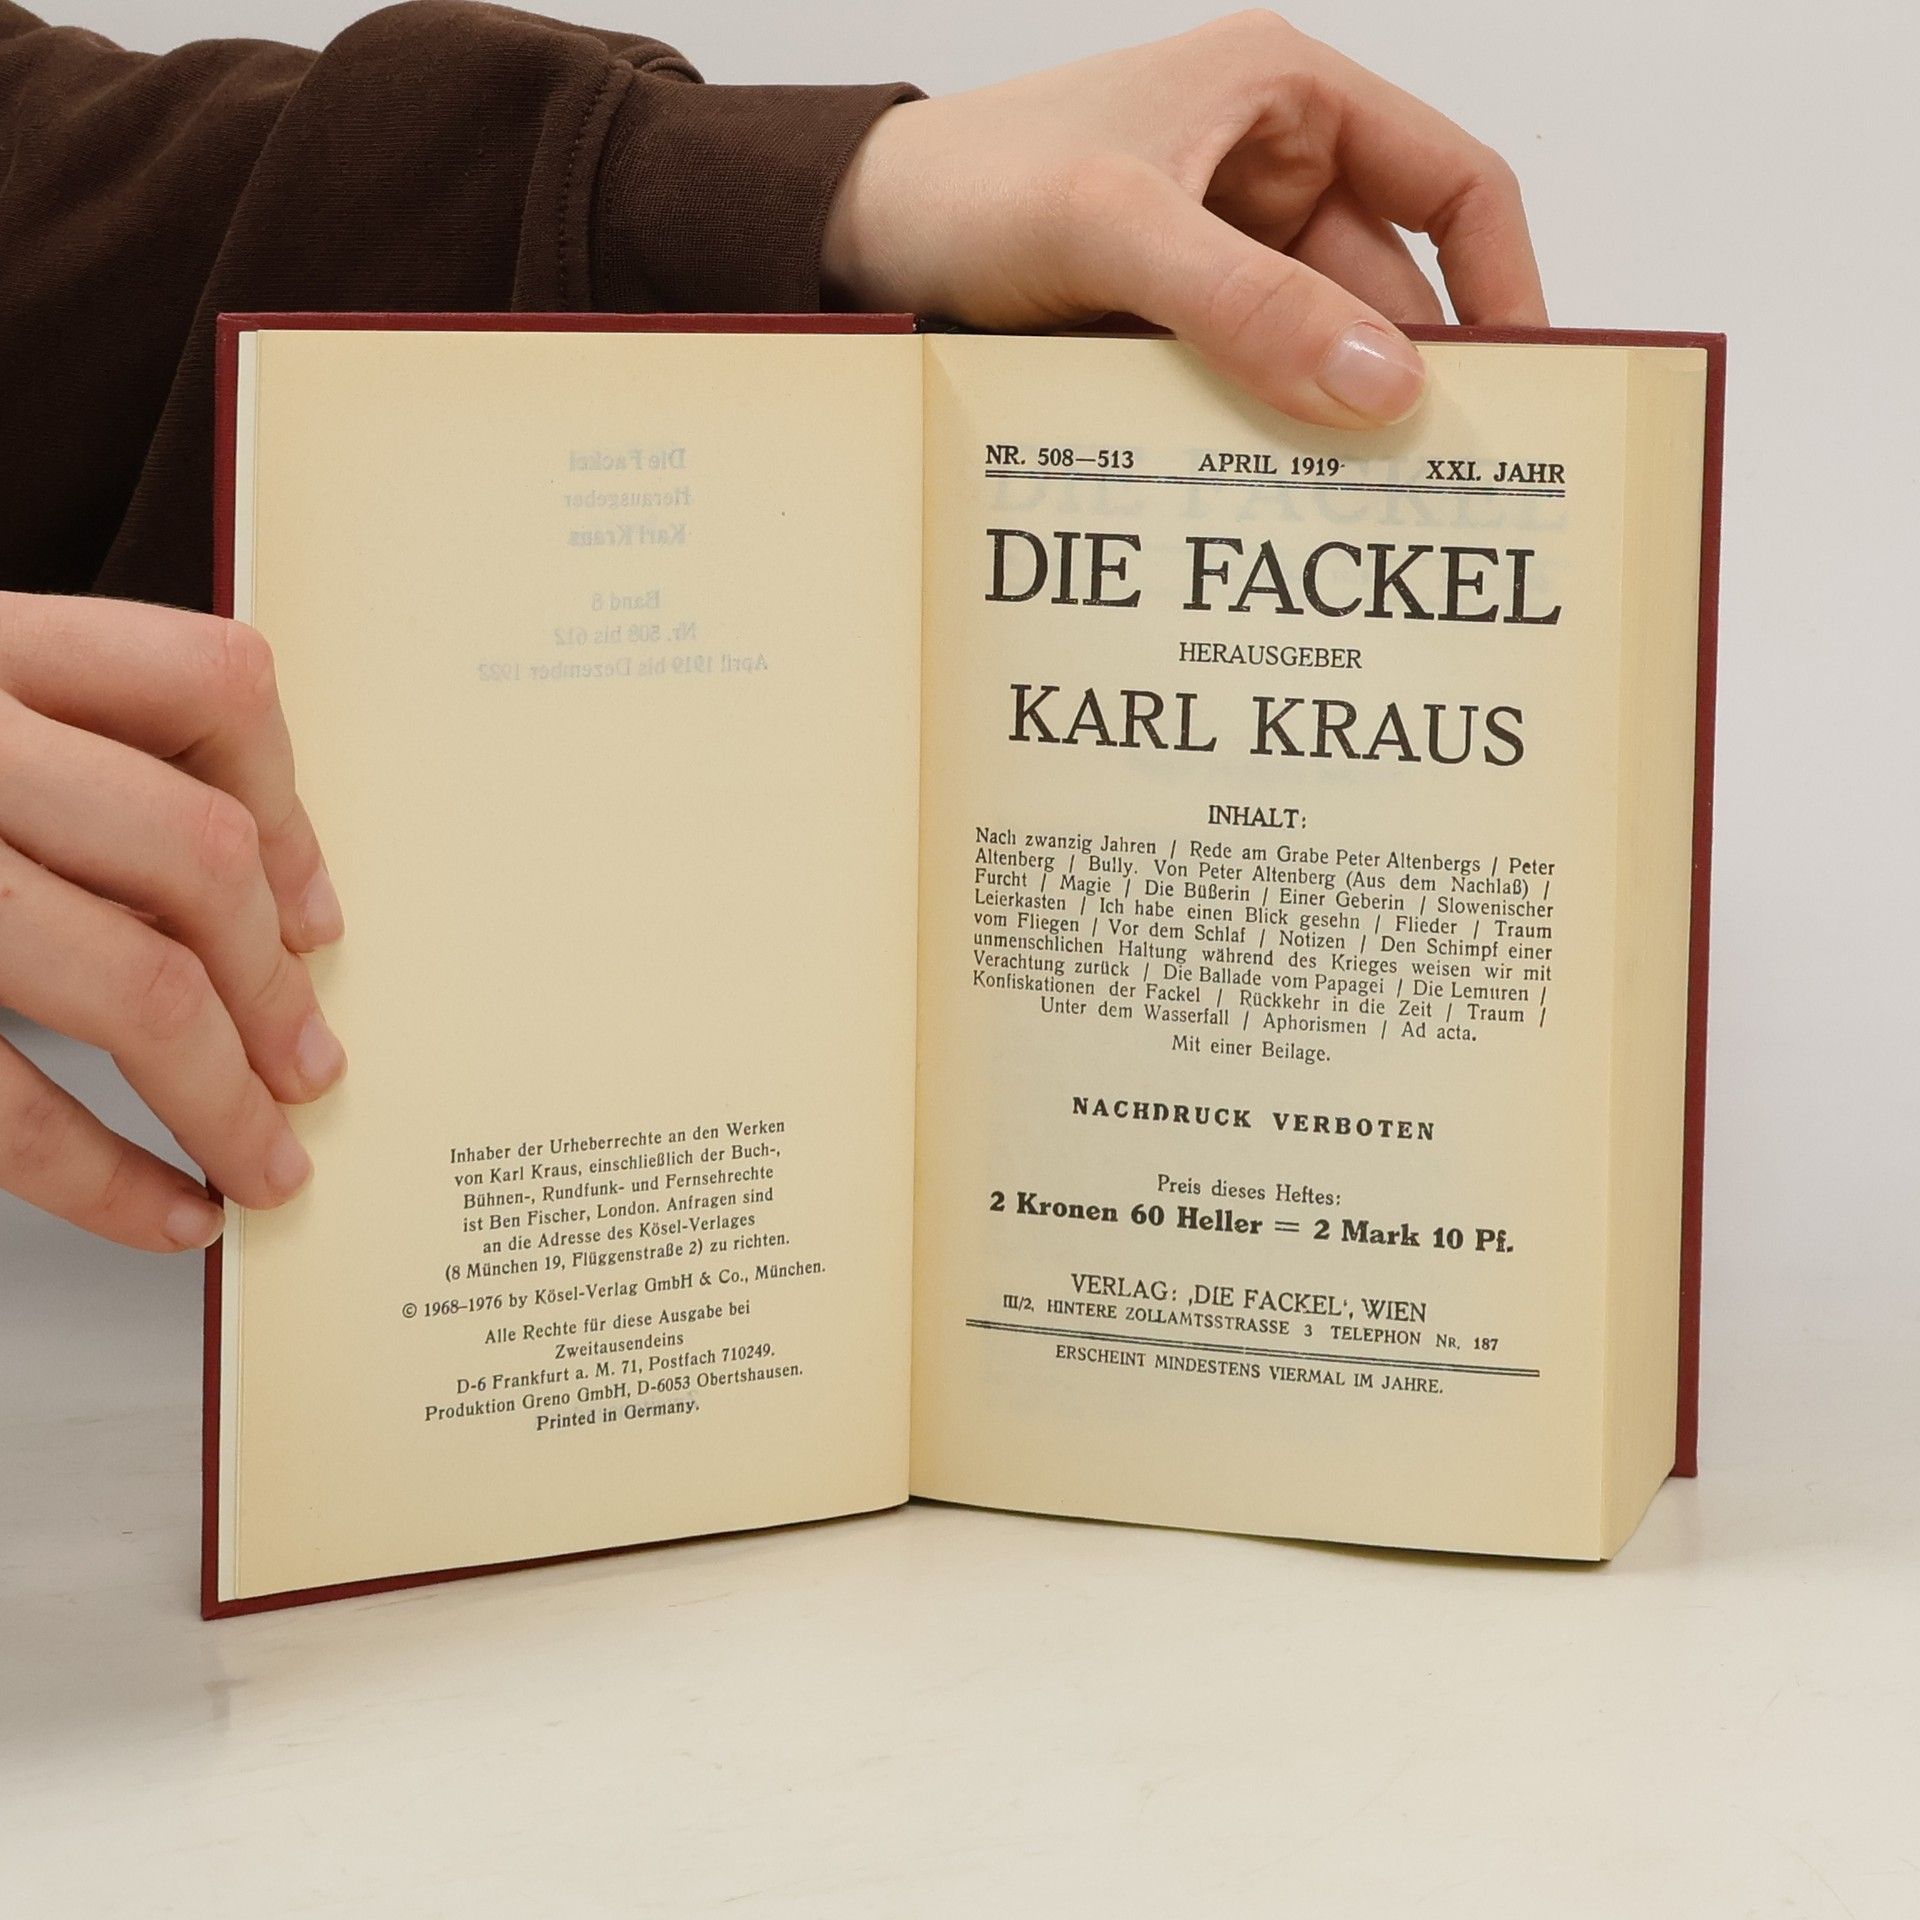 Die Fackel
Herausgeber
Karl Kraus
Band 8
Nr. 508 bis 612
April 1919 bis Dezember 1922
Inhaber der Urheberrechte an den Werken
von Karl Kraus, einschließlich der Buch-,
Bühnen-, Rundfunk- und Fernsehrechte
ist Ben Fischer, London. Anfragen sind
an die Adresse des Kösel-Verlages
(8 München 19, Flüggenstraße 2) zu richten.
© 1968–1976 by Kösel-Verlag GmbH & Co., München.
Alle Rechte für diese Ausgabe bei
Zweitausendeins
D-6 Frankfurt a. M. 71, Postfach 710249.
Produktion Greno GmbH, D-6053 Obertshausen.
Printed in Germany.
NR. 508—513 APRIL 1919 XXI. JAHR
DIE FACKEL
HERAUSGEBER
KARL KRAUS
INHALT:
Nach zwanzig Jahren / Rede am Grabe Peter Altenbergs / Peter
Altenberg / Bully. Von Peter Altenberg (Aus dem Nachlaß) /
Furcht / Magie / Die Büßerin / Einer Geberin / Slowenischer
Leierkasten / Ich habe einen Blick gesehn / Flieder / Traum
vom Fliegen / Vor dem Schlaf / Notizen / Den Schimpf einer
unmenschlichen Haltung während des Krieges weisen wir mit
Verachtung zurück / Die Ballade vom Papagei / Die Lemuren /
Konfiskationen der Fackel / Rückkehr in die Zeit / Traum /
Unter dem Wasserfall / Aphorismen / Ad acta.
Mit einer Beilage.
NACHDRUCK VERBOTEN
Preis dieses Heftes:
2 Kronen 60 Heller = 2 Mark 10 Pf.
VERLAG: ‚DIE FACKEL‘, WIEN
III/2, HINTERE ZOLLAMTSSTRASSE 3 TELEPHON Nr. 187
ERSCHEINT MINDESTENS VIERMAL IM JAHRE.